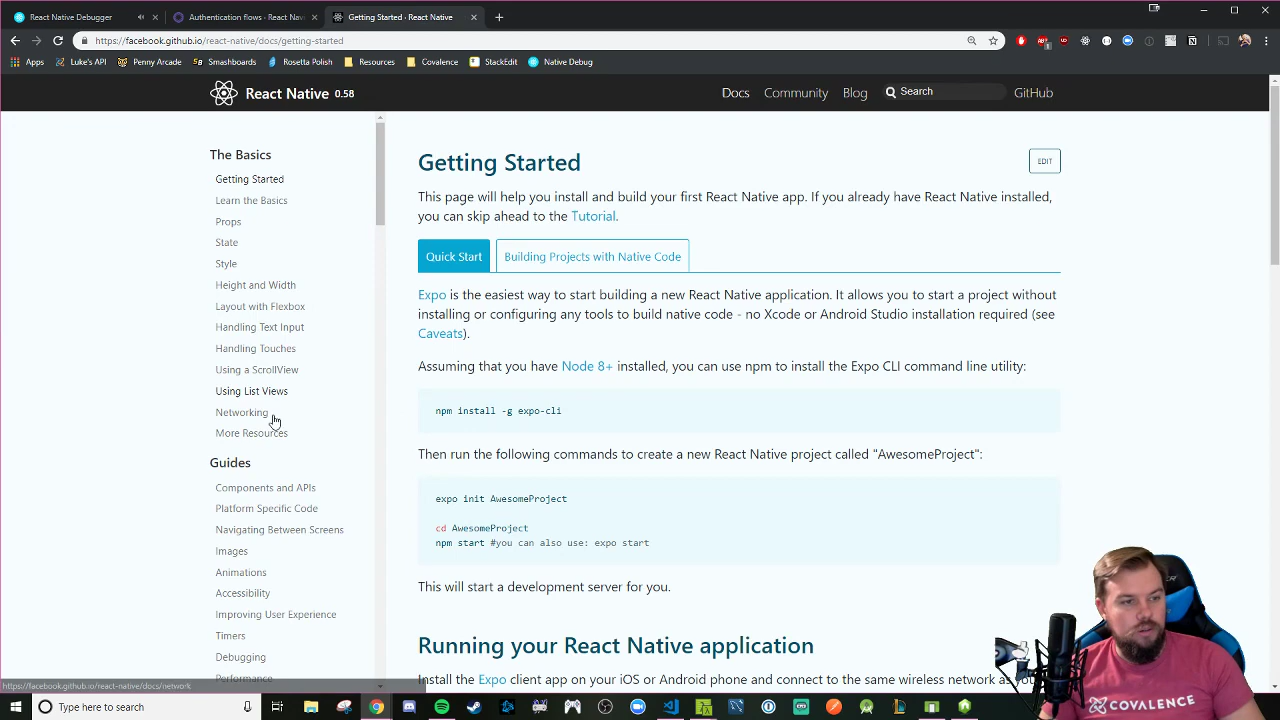 React Native Debugger
Authentication flows · React Nav
Getting Started · React Native
https://facebook.github.io/react-native/docs/getting-started
Apps
Luke's API
Penny Arcade
Smashboards
Rosetta Polish
Resources
Covalence
StackEdit
Native Debug
React Native 0.58
Docs
Community
Blog
Search
GitHub
The Basics
Getting Started
Learn the Basics
Props
State
Style
Height and Width
Layout with Flexbox
Handling Text Input
Handling Touches
Using a ScrollView
Using List Views
Networking
More Resources
Guides
Components and APIs
Platform Specific Code
Navigating Between Screens
Images
Animations
Accessibility
Improving User Experience
Timers
Debugging
Performance
Getting Started
EDIT
This page will help you install and build your first React Native app. If you already have React Native installed,
you can skip ahead to the Tutorial.
Quick Start
Building Projects with Native Code
Expo is the easiest way to start building a new React Native application. It allows you to start a project without
installing or configuring any tools to build native code - no Xcode or Android Studio installation required (see
Caveats).
Assuming that you have Node 8+ installed, you can use npm to install the Expo CLI command line utility:
npm install -g expo-cli
Then run the following commands to create a new React Native project called "AwesomeProject":
expo init AwesomeProject
cd AwesomeProject
npm start #you can also use: expo start
This will start a development server for you.
Running your React Native application
Install the Expo client app on your iOS or Android phone and connect to the same wireless network as
https://facebook.github.io/react-native/docs/network
Type here to search
COVALENCE